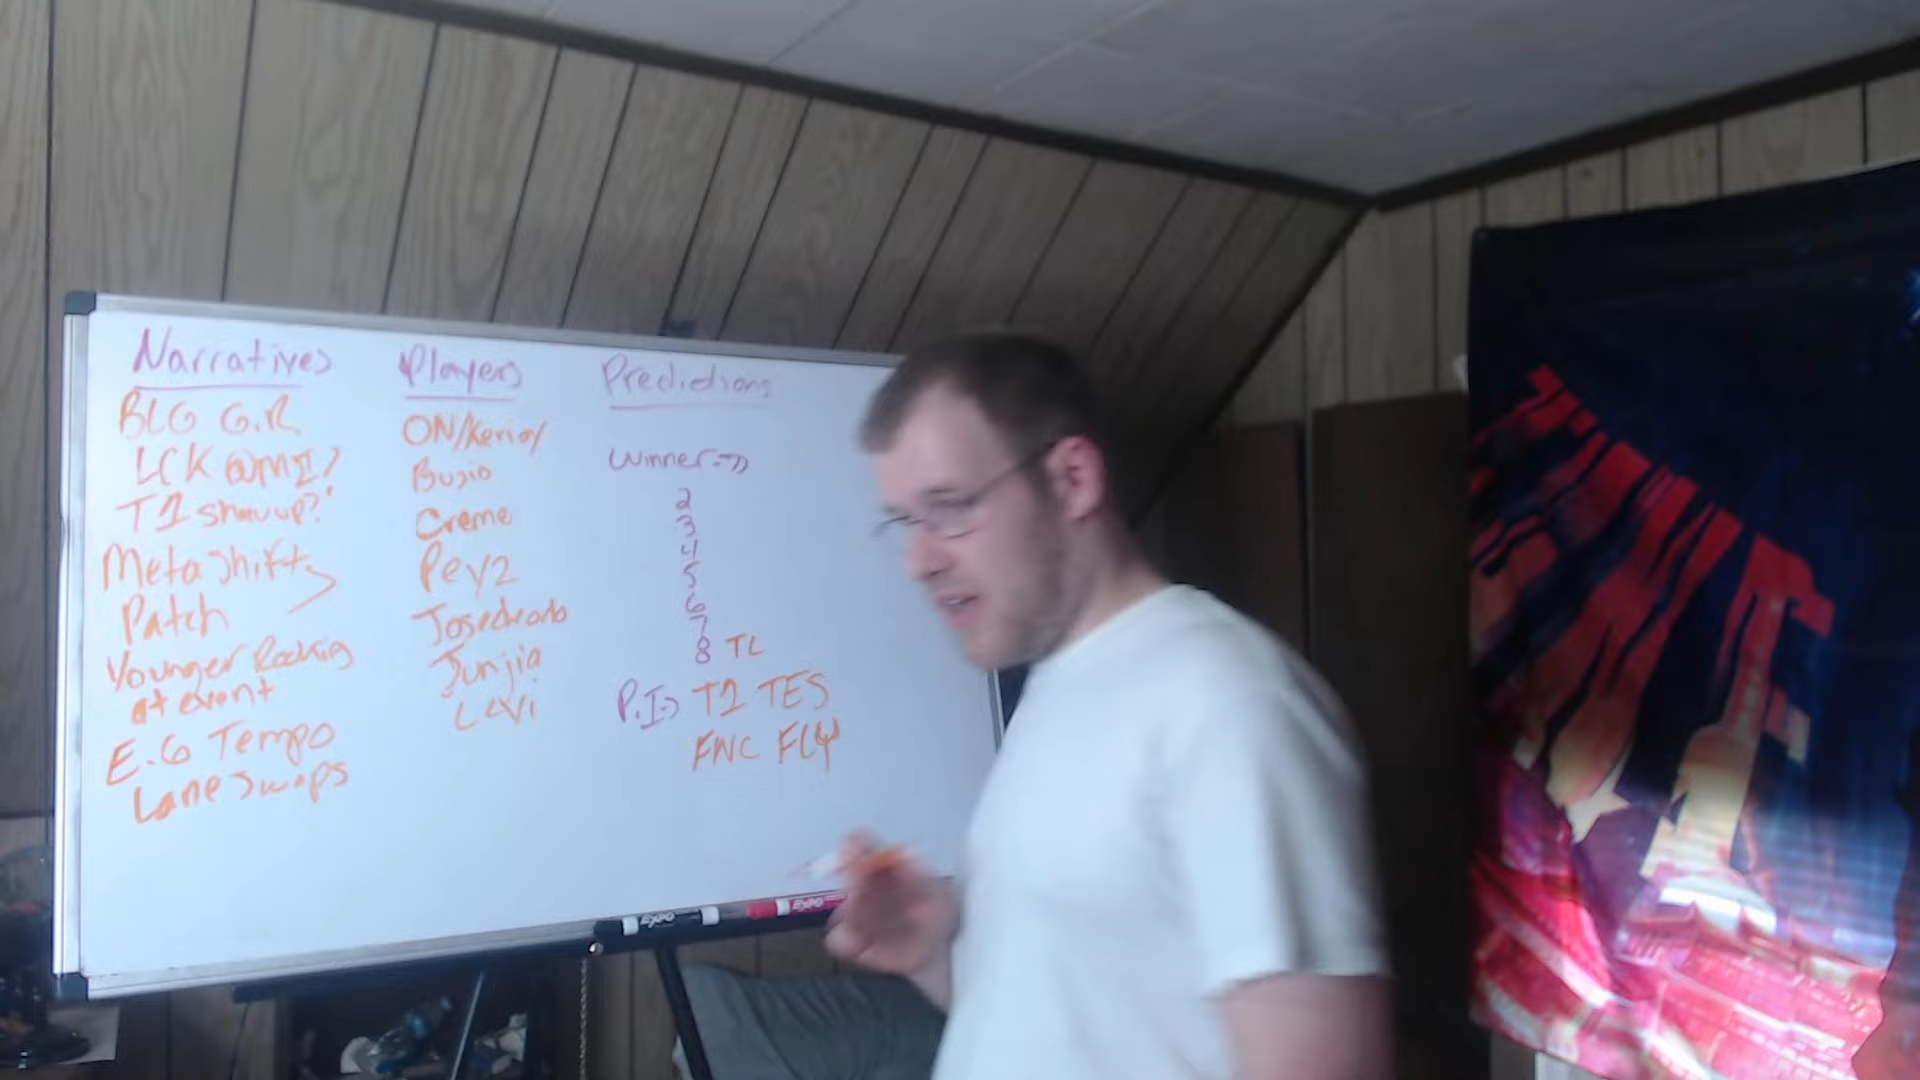 Narratives
BLG G.R.
LCK @MSI?
T1 show up?
Meta shifts
Patch
Younger Rookies
at event
E.G Tempo
Lane Swaps
Players
ON/Keria/
Busio
Creme
Peyz
Josedeodo
Junjia
Levi
Predictions
Winner
2
3
4
5
6
7
8 TL
P.I. T1 TES
FNC FLY
EXPO
EXPO